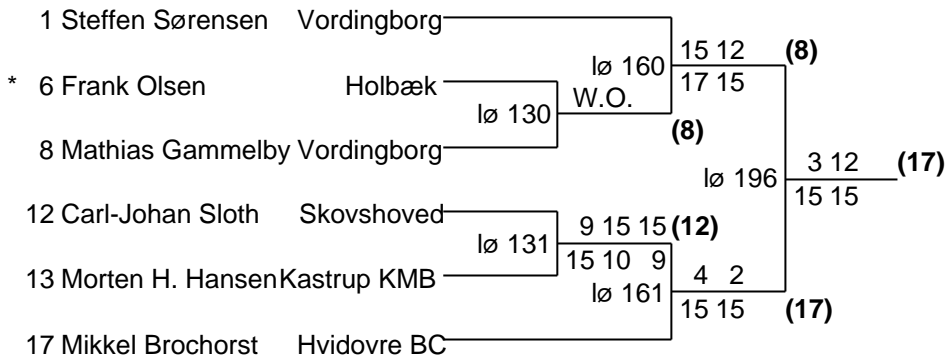 1 Steffen Sørensen Vordingborg
15 12 (8)
lø 160
* 6 Frank Olsen Holbæk
17 15
W.O.
lø 130
(8)
8 Mathias Gammelby Vordingborg
3 12 (17)
lø 196
15 15
12 Carl-Johan Sloth Skovshoved
9 15 15 (12)
lø 131
15 10 9
13 Morten H. Hansen Kastrup KMB
4 2
lø 161
15 15 (17)
17 Mikkel Brochorst Hvidovre BC